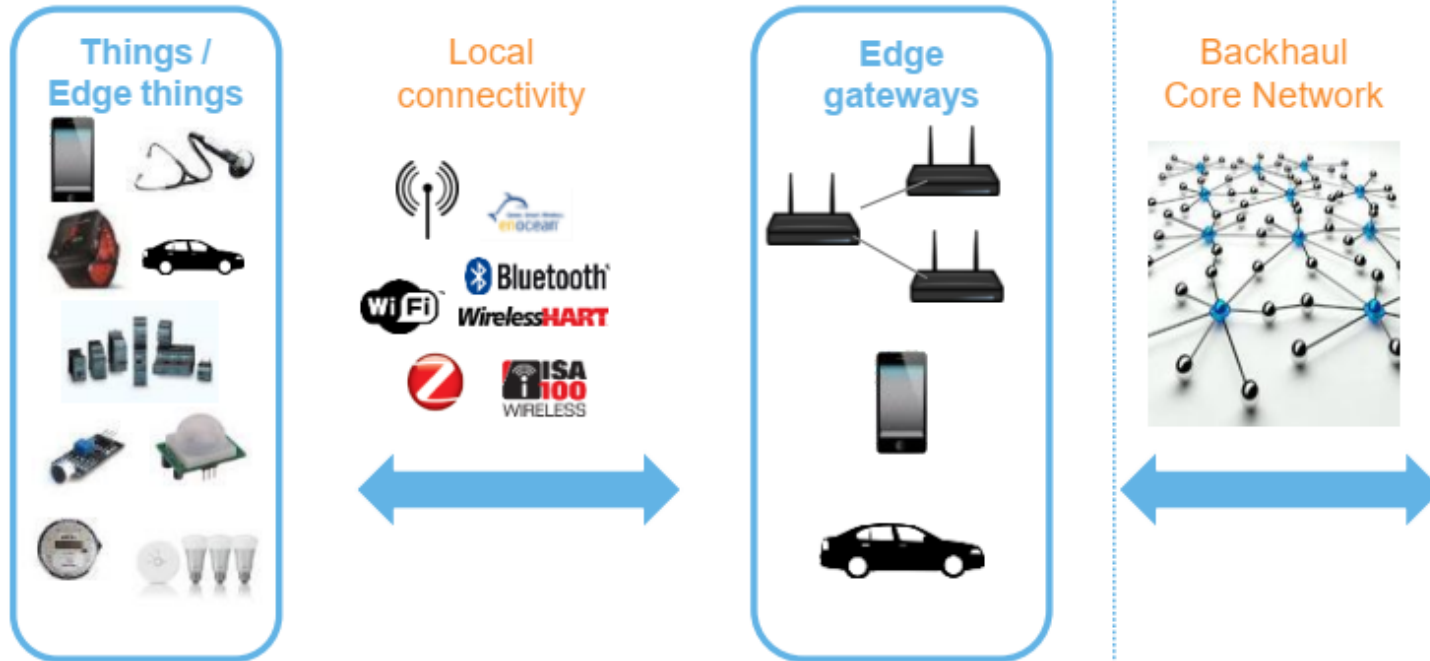 Things /
Edge things
Local
connectivity
Edge
gateways
Backhaul
Core Network
enocean
Bluetooth
WiFi
WirelessHART
Z
ISA
100
WIRELESS